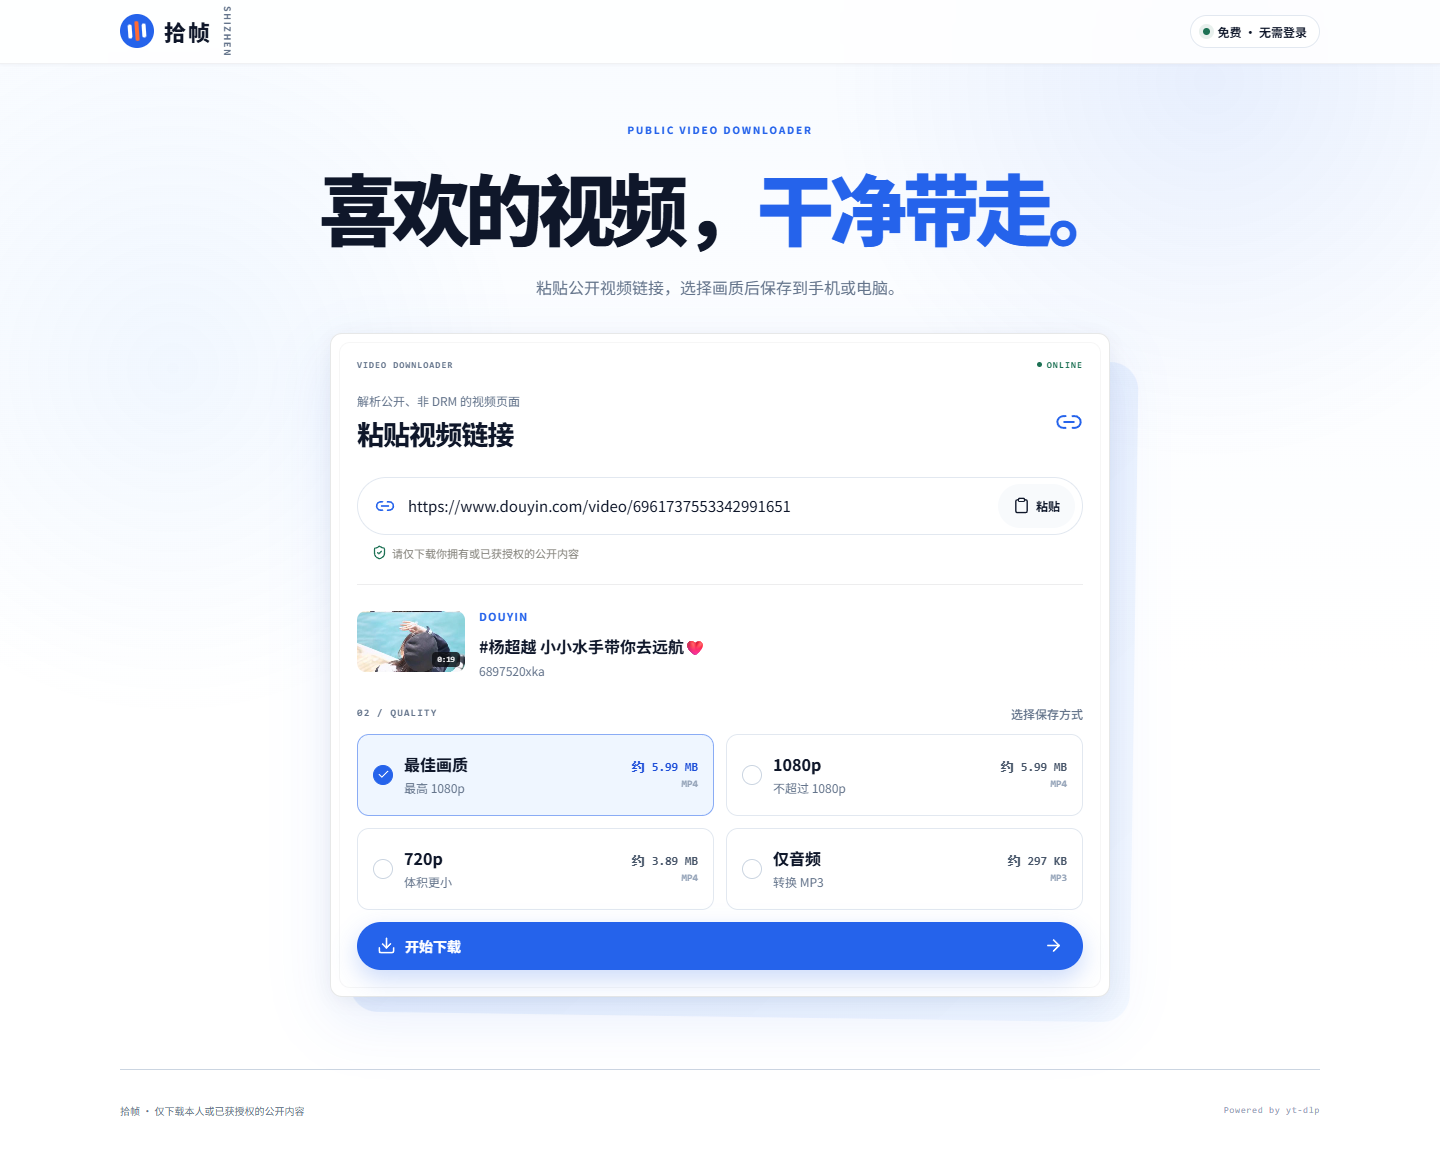 拾帧
SHIZHEN
免费 · 无需登录
PUBLIC VIDEO DOWNLOADER
喜欢的视频，干净带走。
粘贴公开视频链接，选择画质后保存到手机或电脑。
VIDEO DOWNLOADER
ONLINE
解析公开、非 DRM 的视频页面
粘贴视频链接
https://www.douyin.com/video/6961737553342991651
粘贴
请仅下载你拥有或已获授权的公开内容
0:19
DOUYIN
#杨超越 小小水手带你去远航💓
6897520xka
02 / QUALITY
选择保存方式
最佳画质
最高 1080p
约 5.99 MB
MP4
1080p
不超过 1080p
约 5.99 MB
MP4
720p
体积更小
约 3.89 MB
MP4
仅音频
转换 MP3
约 297 KB
MP3
开始下载
拾帧 · 仅下载本人或已获授权的公开内容
Powered by yt-dlp